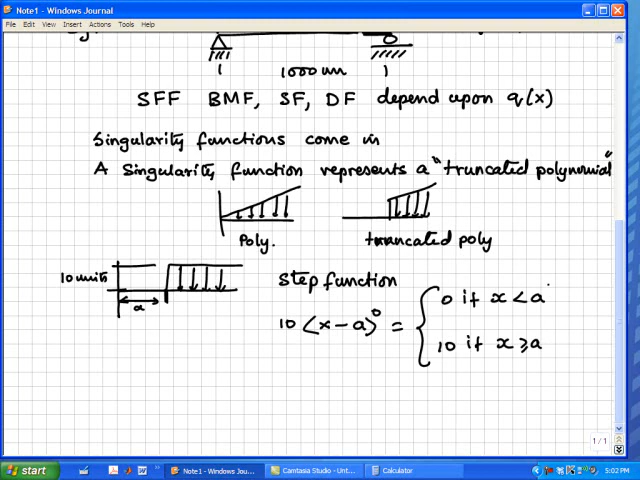 Note1 - Windows Journal
File Edit View Insert Actions Tools Help
1 1000 mm 1
SFF BMF, SF, DF depend upon q(x)
Singularity functions come in
A Singularity function represents a "truncated polynomial"
Poly. truncated poly
10 units
a
Step function
10 <x-a>^0 = { 0 if x < a
10 if x ⩾ a
1 / 1
start Note1 - Windows Jou... Camtasia Studio - Unt... Calculator 5:02 PM